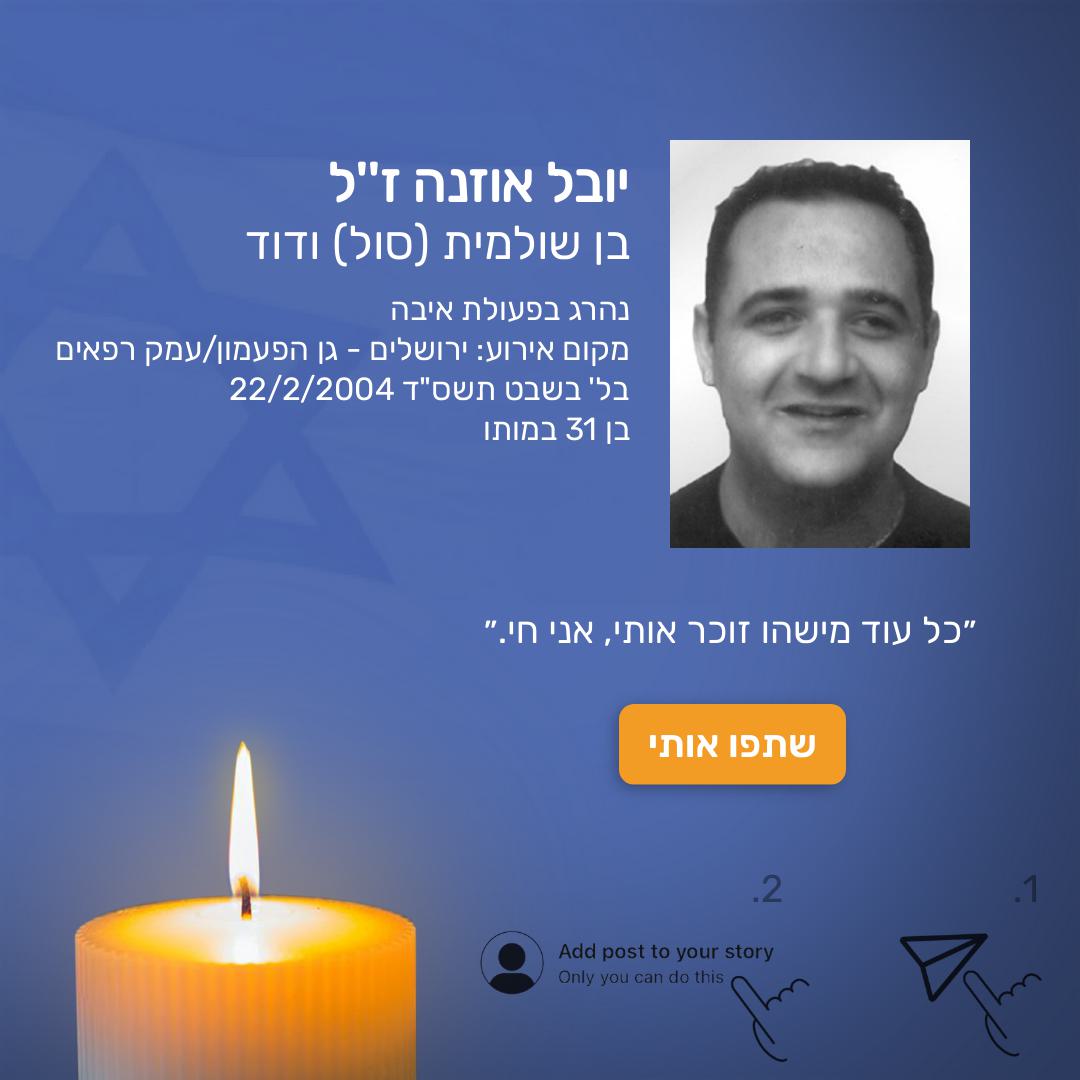 יובל אוזנה ז"ל
בן שולמית (סול) ודוד
נהרג בפעולת איבה
מקום אירוע: ירושלים - גן הפעמון/עמק רפאים
בל' בשבט תשס"ד 22/2/2004
בן 31 במותו
״כל עוד מישהו זוכר אותי, אני חי.״
שתפו אותי
1.
2.
Add post to your story
Only you can do this